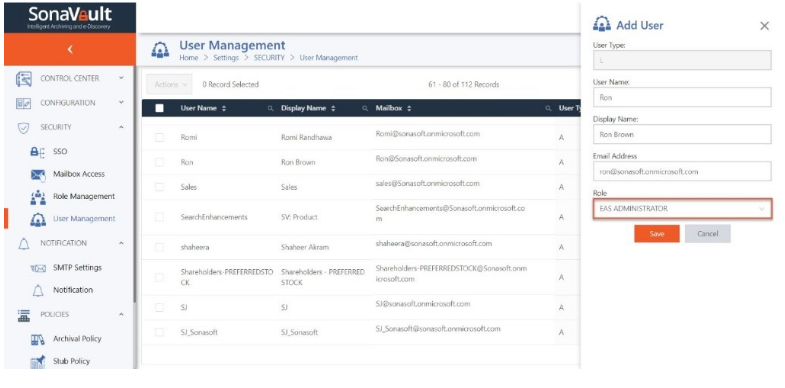 SonaVault
Intelligent Archiving and e-Discovery
CONTROL CENTER
CONFIGURATION
SECURITY
SSO
Mailbox Access
Role Management
User Management
NOTIFICATION
SMTP Settings
Notification
POLICIES
Archival Policy
Stub Policy
User Management
Home > Settings > SECURITY > User Management
Actions 0 Record Selected 61 - 80 of 112 Records
User Name Display Name Mailbox User Ty
Romi Romi Randhawa Romi@sonasoft.onmicrosoft.com A
Ron Ron Brown Ron@Sonasoft.onmicrosoft.com A
Sales Sales sales@Sonasoft.onmicrosoft.com A
SearchEnhancements SV: Product SearchEnhancements@Sonasoft.onmicrosoft.co
m A
shaheera Shaheer Akram shaheera@sonasoft.onmicrosoft.com A
Shareholders-PREFERREDSTO Shareholders - PREFERRED Shareholders-PREFERREDSTOCK@Sonasoft.onm
CK STOCK icrosoft.com A
SJ SJ SJ@sonasoft.onmicrosoft.com A
SJ_Sonasoft SJ_Sonasoft SJ_Sonasoft@sonasoft.onmicrosoft.com A
Add User
User Type:
L
User Name:
Ron
Display Name:
Ron Brown
Email Address
ron@sonasoft.onmicrosoft.com
Role
EAS ADMINISTRATOR
Save Cancel